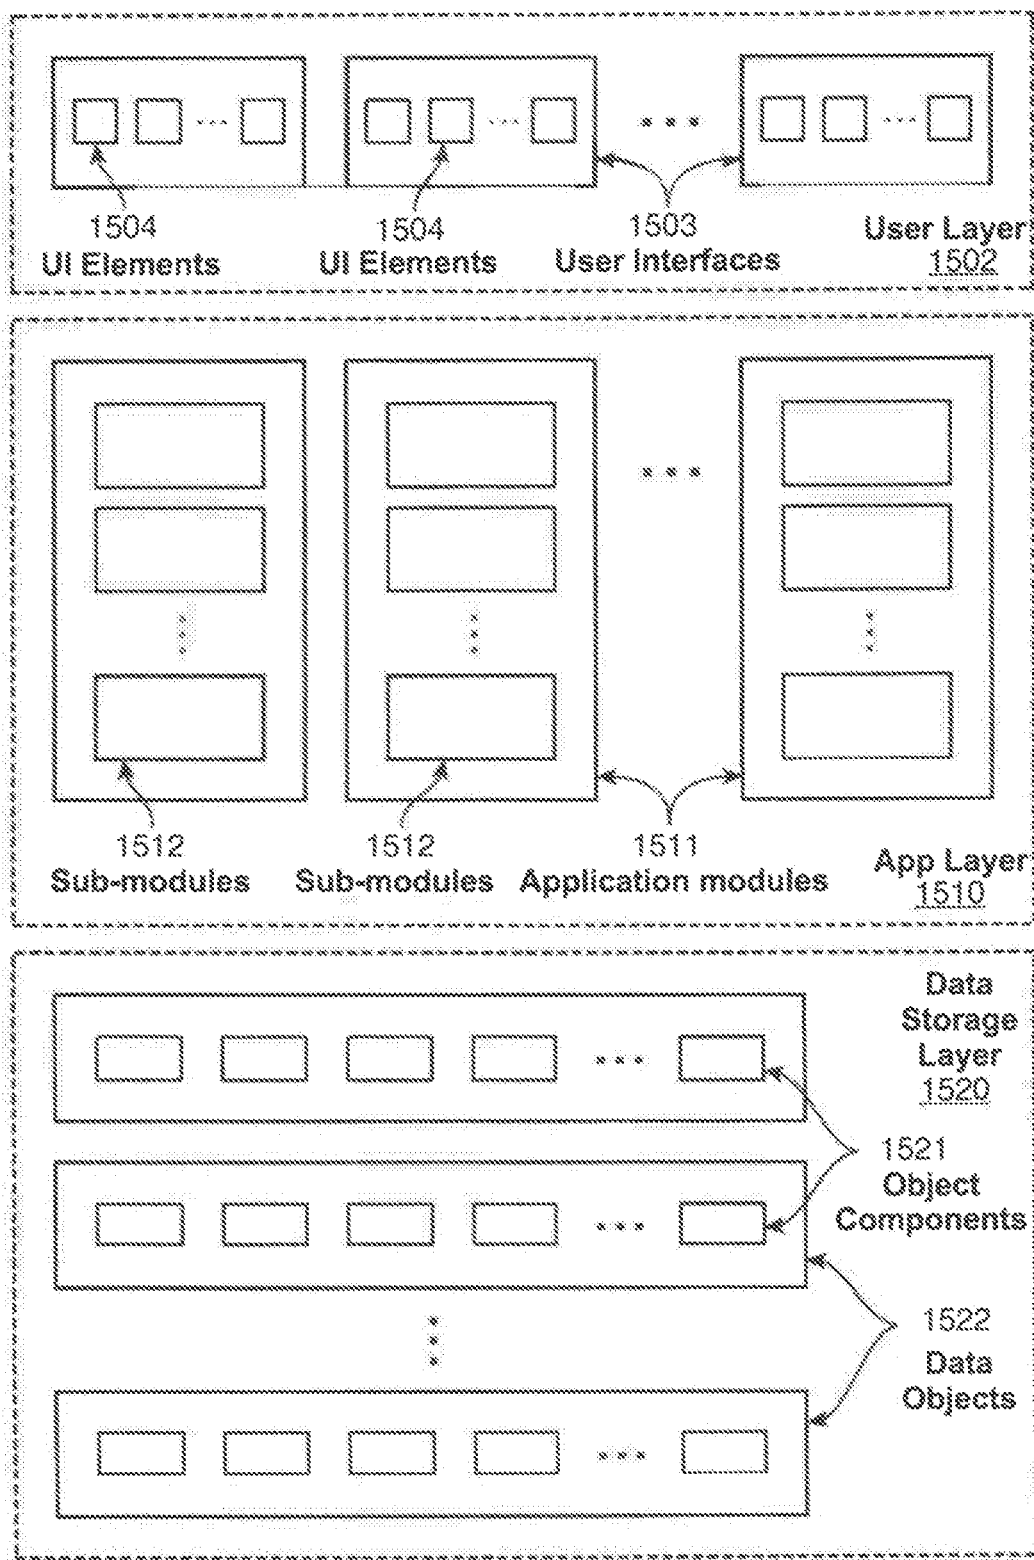 1504
UI Elements
1504
UI Elements
1503
User Interfaces
User Layer
1502
1512
Sub-modules
1512
Sub-modules
1511
Application modules
App Layer
1510
Data
Storage
Layer
1520
1521
Object
Components
1522
Data
Objects